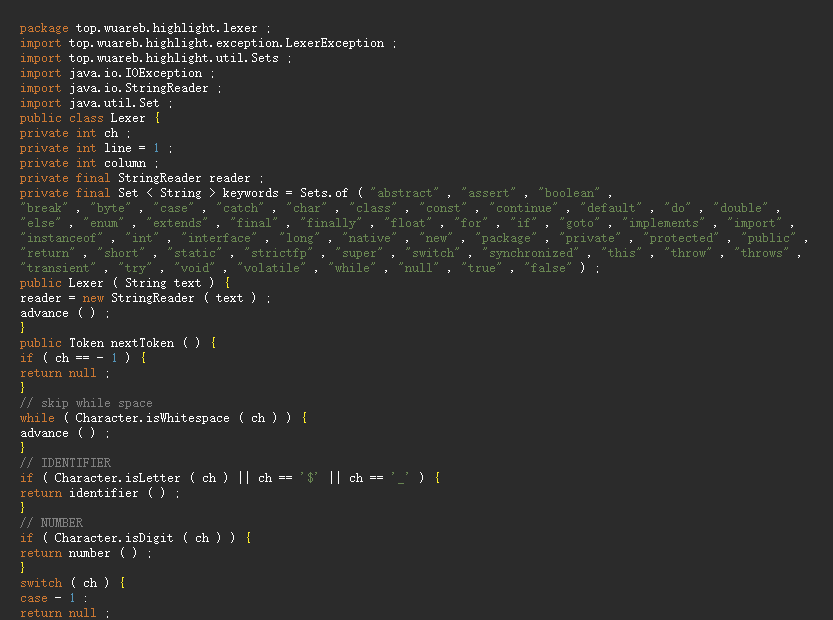 package top.wuareb.highlight.lexer ;
import top.wuareb.highlight.exception.LexerException ;
import top.wuareb.highlight.util.Sets ;
import java.io.IOException ;
import java.io.StringReader ;
import java.util.Set ;
public class Lexer {
private int ch ;
private int line = 1 ;
private int column ;
private final StringReader reader ;
private final Set < String > keywords = Sets.of ( "abstract" , "assert" , "boolean" ,
"break" , "byte" , "case" , "catch" , "char" , "class" , "const" , "continue" , "default" , "do" , "double" ,
"else" , "enum" , "extends" , "final" , "finally" , "float" , "for" , "if" , "goto" , "implements" , "import" ,
"instanceof" , "int" , "interface" , "long" , "native" , "new" , "package" , "private" , "protected" , "public" ,
"return" , "short" , "static" , "strictfp" , "super" , "switch" , "synchronized" , "this" , "throw" , "throws" ,
"transient" , "try" , "void" , "volatile" , "while" , "null" , "true" , "false" ) ;
public Lexer ( String text ) {
reader = new StringReader ( text ) ;
advance ( ) ;
}
public Token nextToken ( ) {
if ( ch == - 1 ) {
return null ;
}
// skip while space
while ( Character.isWhitespace ( ch ) ) {
advance ( ) ;
}
// IDENTIFIER
if ( Character.isLetter ( ch ) || ch == '$' || ch == '_' ) {
return identifier ( ) ;
}
// NUMBER
if ( Character.isDigit ( ch ) ) {
return number ( ) ;
}
switch ( ch ) {
case - 1 :
return null ;